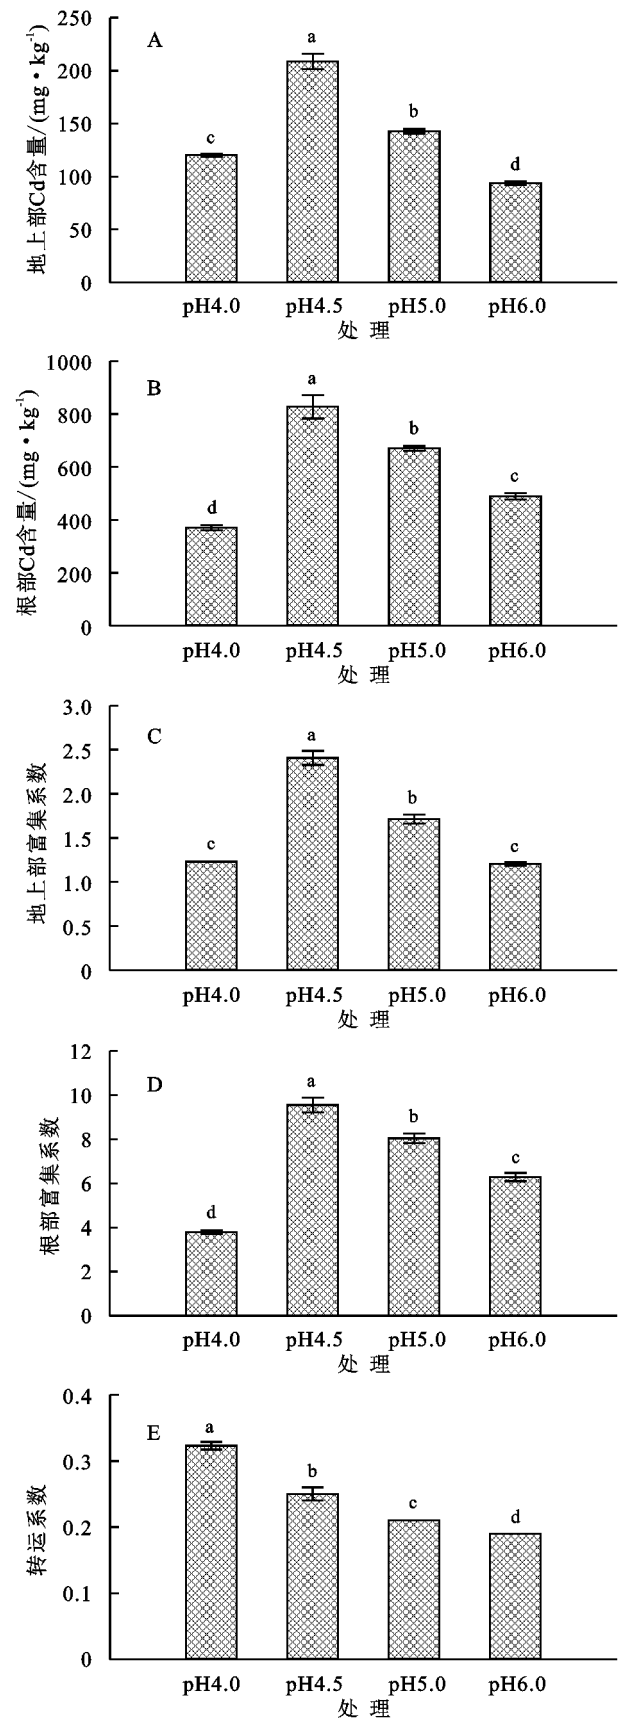 250
A
a
200
地上部Cd含量/(mg·kg⁻¹)
150
b
c
d
100
50
0
pH4.0 pH4.5 pH5.0 pH6.0
处 理
1000
B
a
800
根部Cd含量/(mg·kg⁻¹)
b
600
c
d
400
200
0
pH4.0 pH4.5 pH5.0 pH6.0
处 理
3.0
C
a
2.5
地上部富集系数
b
2.0
c
c
1.5
1.0
0.5
0
pH4.0 pH4.5 pH5.0 pH6.0
处 理
12
D
a
10
根部富集系数
b
8
c
6
d
4
2
0
pH4.0 pH4.5 pH5.0 pH6.0
处 理
0.4
E
a
0.3
转运系数
b
c
d
0.2
0.1
0
pH4.0 pH4.5 pH5.0 pH6.0
处 理